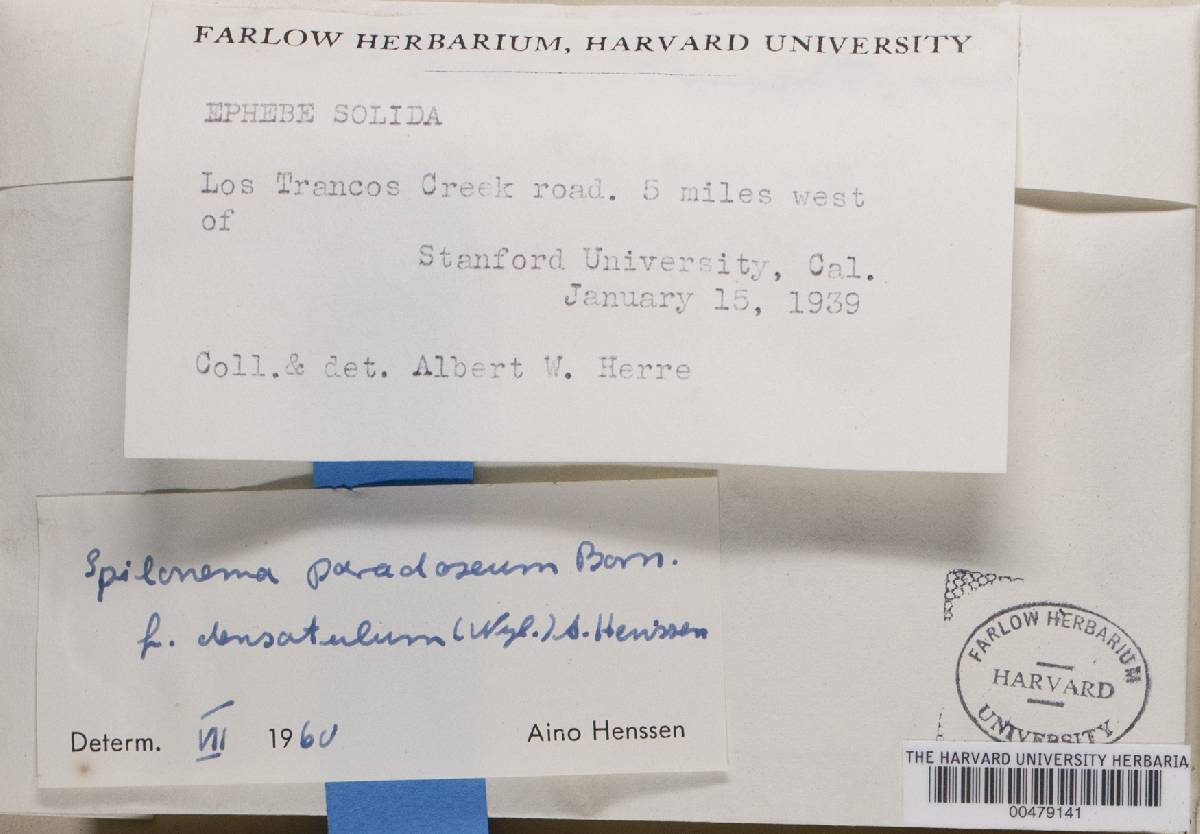 FARLOW HERBARIUM, HARVARD UNIVERSITY
EPHEBE SOLIDA
Los Trancos Creek road. 5 miles west
of
Stanford University, Cal.
January 15, 1939
Coll.& det. Albert W. Herre
Spilonema paradoxum Born.
f. densatulum (Nyl.) A. Henssen
Determ. VII 1960 Aino Henssen
FARLOW HERBARIUM
HARVARD
UNIVERSITY
THE HARVARD UNIVERSITY HERBARIA
00479141